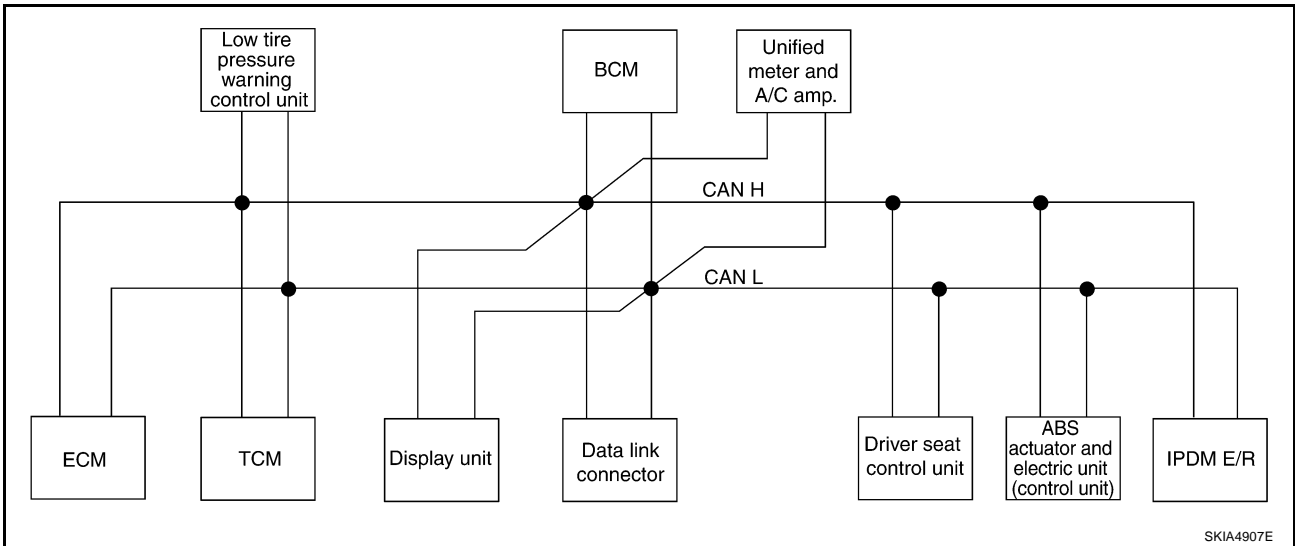 Low tire
pressure
warning
control unit
BCM
Unified
meter and
A/C amp.
CAN H
CAN L
ECM
TCM
Display unit
Data link
connector
Driver seat
control unit
ABS
actuator and
electric unit
(control unit)
IPDM E/R
SKIA4907E